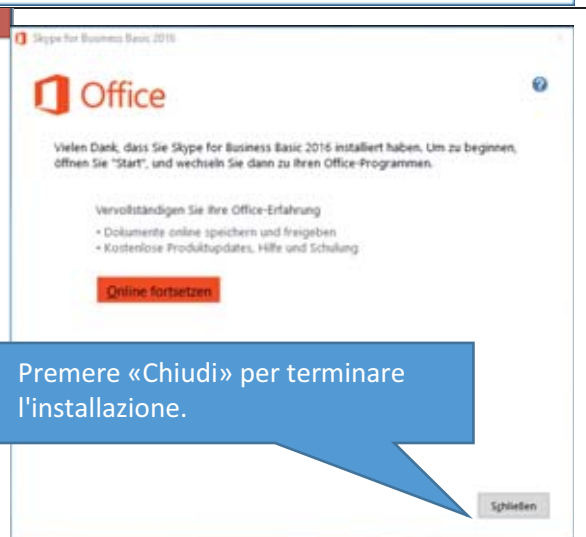 Skype for Business Basic 2016
Office
Vielen Dank, dass Sie Skype for Business Basic 2016 installiert haben. Um zu beginnen,
öffnen Sie "Start", und wechseln Sie dann zu Ihren Office-Programmen.
Vervollständigen Sie Ihre Office-Erfahrung
• Dokumente online speichern und freigeben
• Kostenlose Produktupdates, Hilfe und Schulung
Online fortsetzen
Premere «Chiudi» per terminare
l'installazione.
Schließen